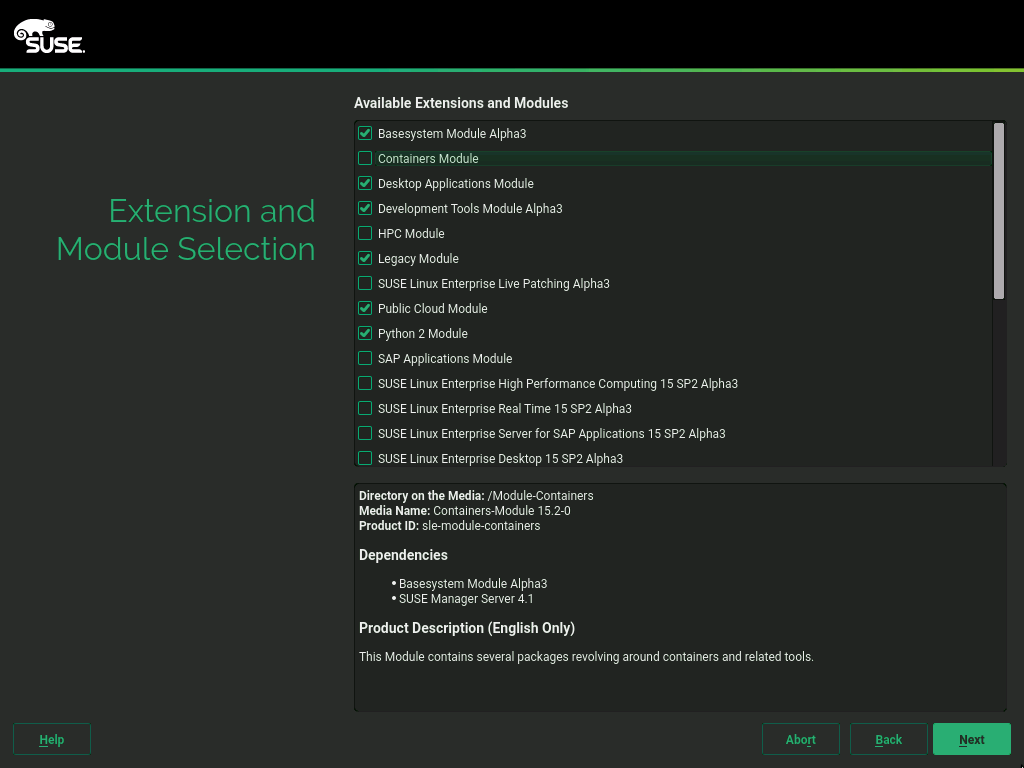 SUSE.
Available Extensions and Modules
Extension and
Module Selection
Basesystem Module Alpha3
Containers Module
Desktop Applications Module
Development Tools Module Alpha3
HPC Module
Legacy Module
SUSE Linux Enterprise Live Patching Alpha3
Public Cloud Module
Python 2 Module
SAP Applications Module
SUSE Linux Enterprise High Performance Computing 15 SP2 Alpha3
SUSE Linux Enterprise Real Time 15 SP2 Alpha3
SUSE Linux Enterprise Server for SAP Applications 15 SP2 Alpha3
SUSE Linux Enterprise Desktop 15 SP2 Alpha3
Directory on the Media: /Module-Containers
Media Name: Containers-Module 15.2-0
Product ID: sle-module-containers
Dependencies
• Basesystem Module Alpha3
• SUSE Manager Server 4.1
Product Description (English Only)
This Module contains several packages revolving around containers and related tools.
Help
Abort
Back
Next